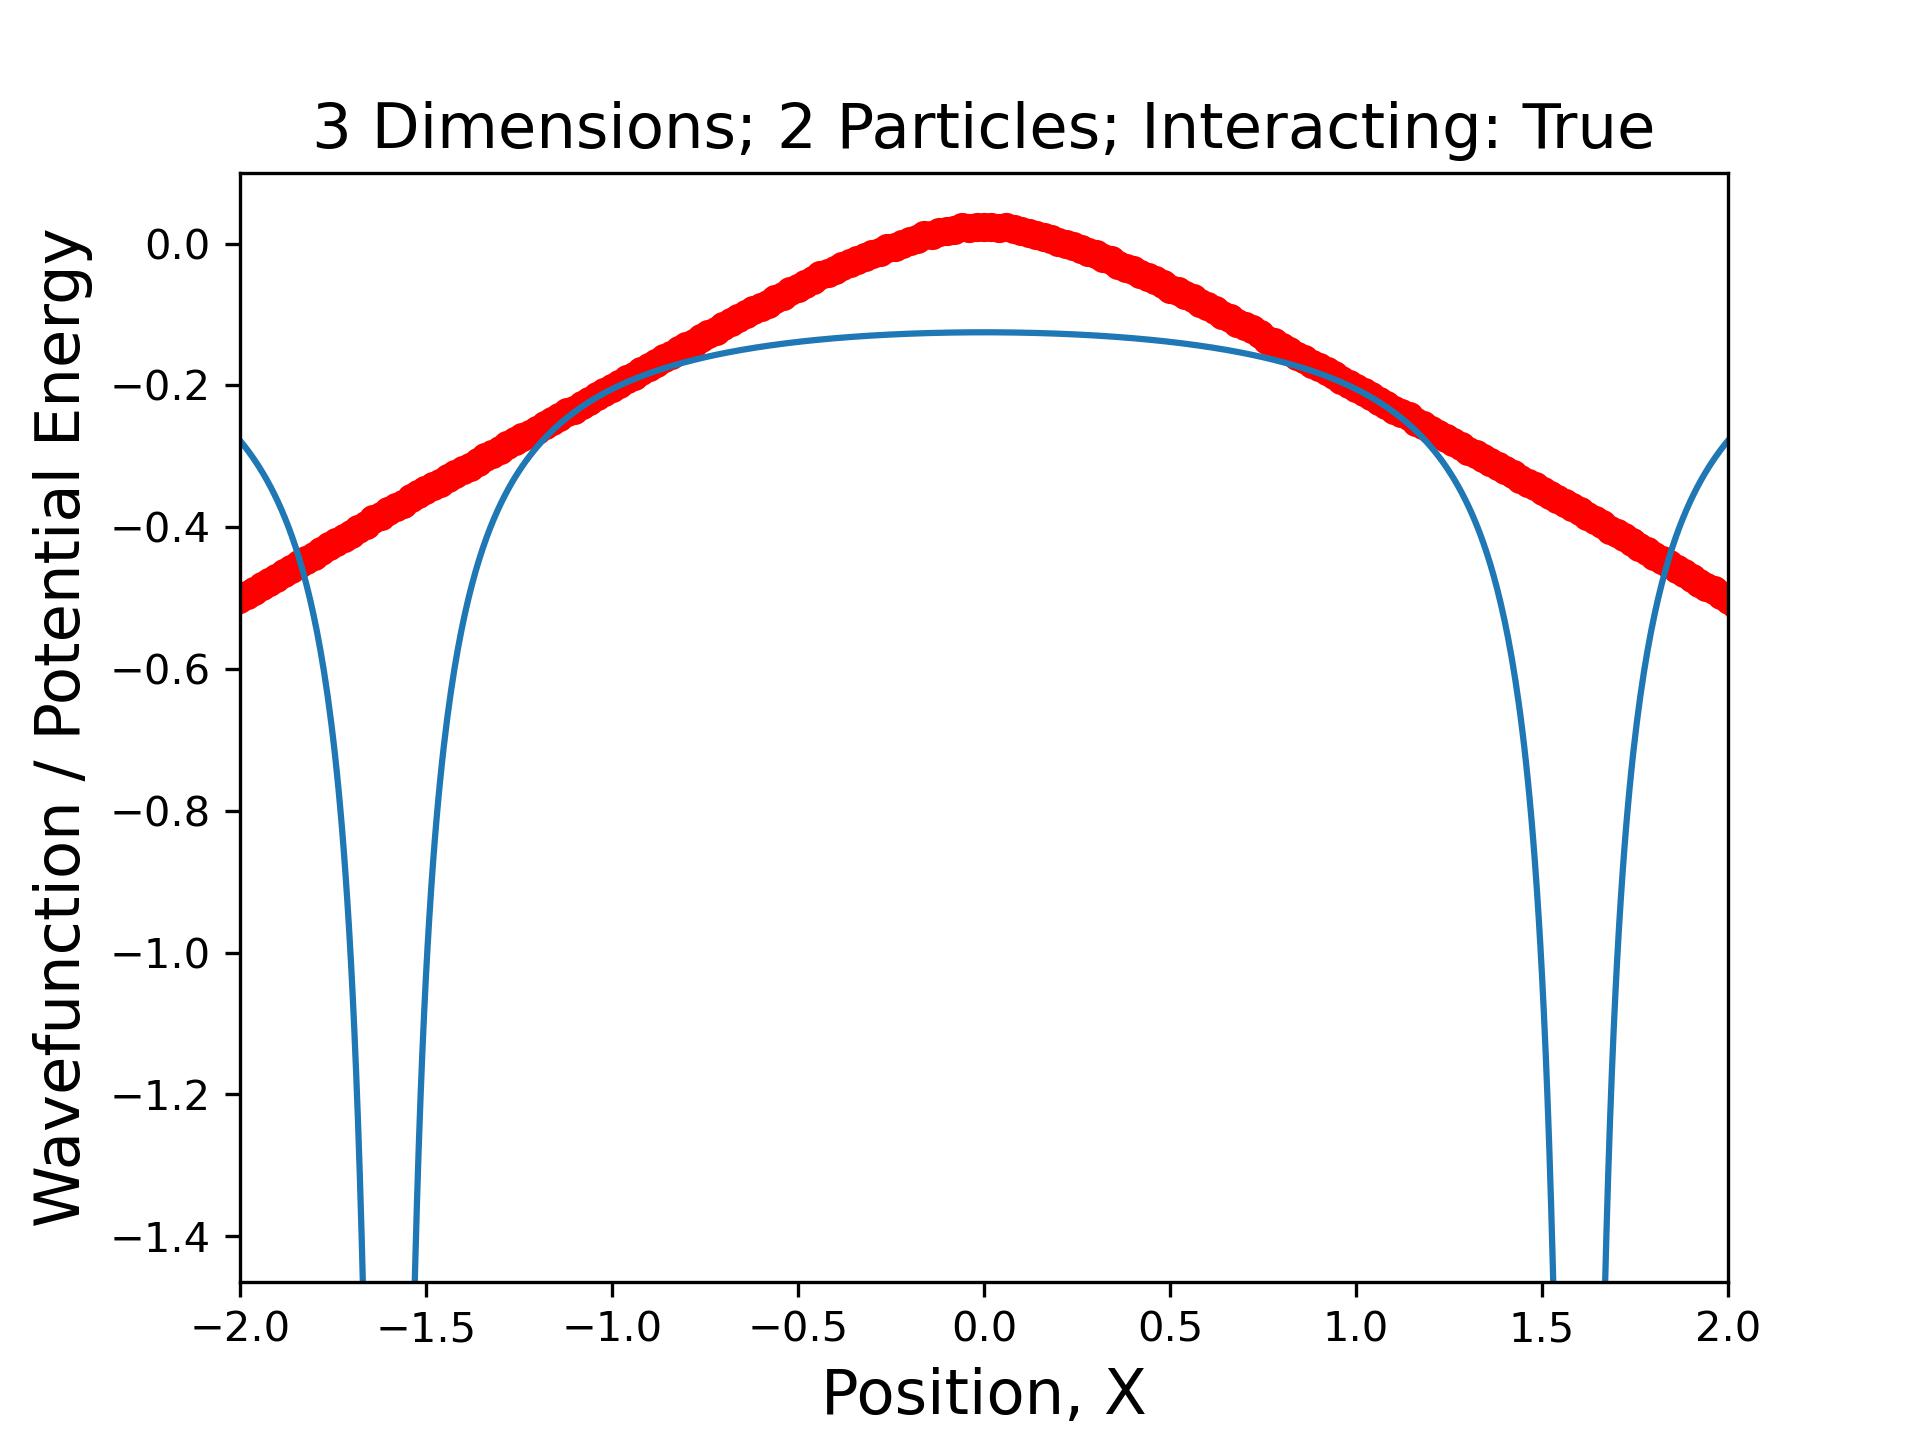 3 Dimensions; 2 Particles; Interacting: True
Wavefunction / Potential Energy
0.0
−0.2
−0.4
−0.6
−0.8
−1.0
−1.2
−1.4
−2.0 −1.5 −1.0 −0.5 0.0 0.5 1.0 1.5 2.0
Position, X